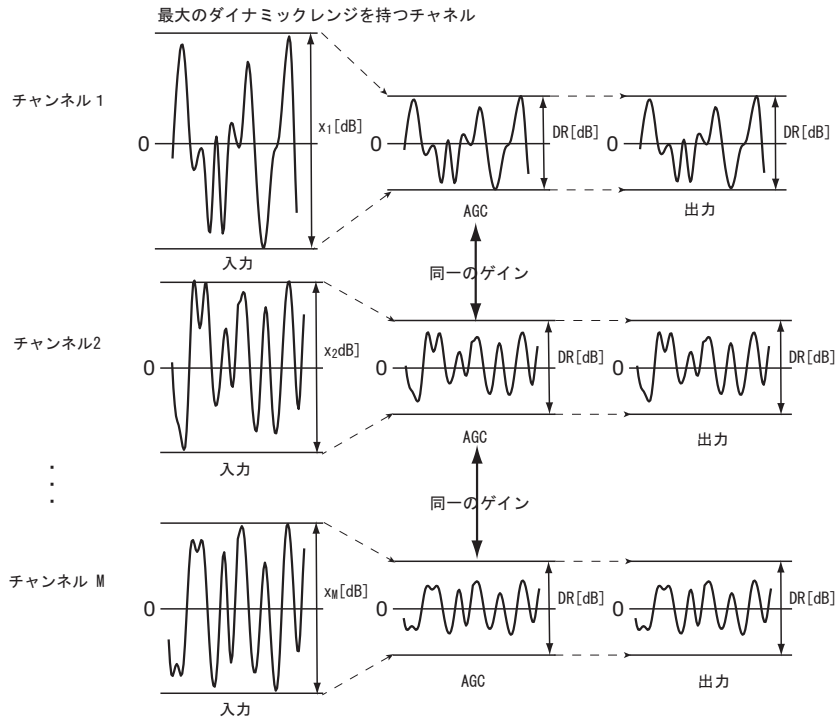 最大のダイナミックレンジを持つチャネル
チャンネル 1
0
x1[dB]
0
DR[dB]
0
DR[dB]
入力
AGC
出力
同一のゲイン
チャンネル2
0
x2dB]
0
DR[dB]
0
DR[dB]
入力
AGC
出力
同一のゲイン
・
・
・
チャンネル M
0
xM[dB]
0
DR[dB]
0
DR[dB]
入力
AGC
出力